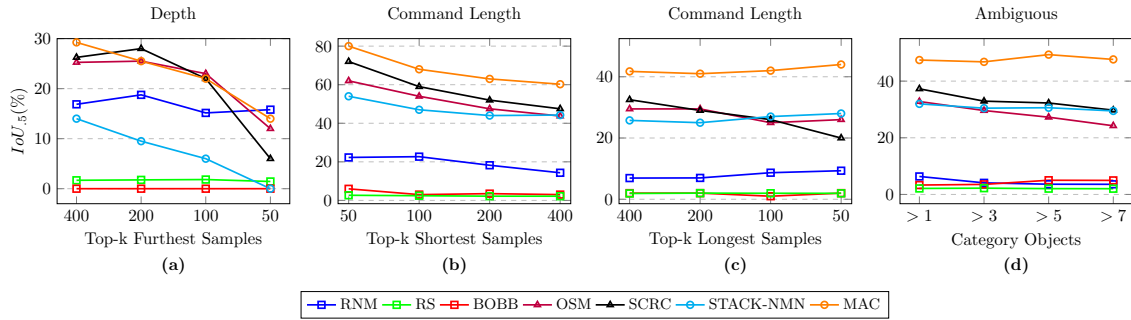 Depth
IoU.5(%)
30
20
10
0
400 200 100 50
Top-k Furthest Samples
(a)
Command Length
80
60
40
20
0
50 100 200 400
Top-k Shortest Samples
(b)
Command Length
40
20
0
400 200 100 50
Top-k Longest Samples
(c)
Ambiguous
40
20
0
> 1 > 3 > 5 > 7
Category Objects
(d)
RNM RS BOBB OSM SCRC STACK-NMN MAC